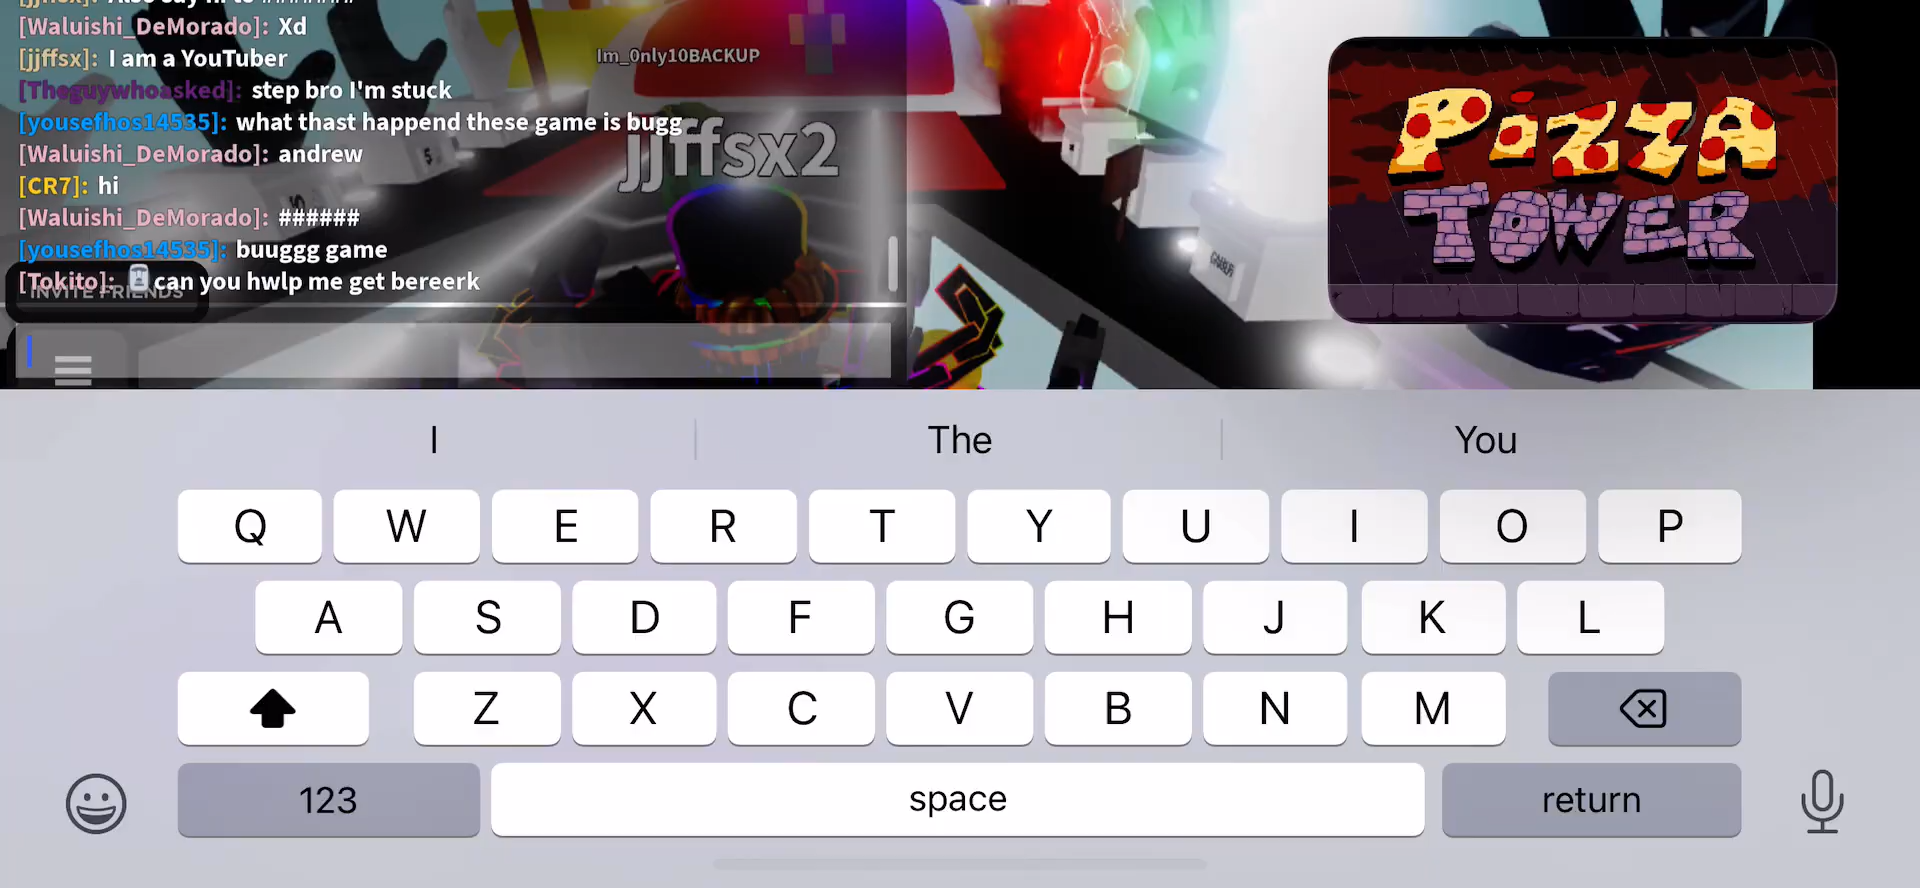 [Waluishi_DeMorado]: Xd
[jjffsx]: I am a YouTuber
[Theguywhoasked]: step bro I'm stuck
[yousefhos14535]: what thast happend these game is bugg
[Waluishi_DeMorado]: andrew
[CR7]: hi
[Waluishi_DeMorado]: ######
[yousefhos14535]: buuggg game
[Tokito]: can you hwlp me get bereerk
INVITE FRIENDS
Im_0nly10BACKUP
jjffsx2
PIZZA
TOWER
I The You
Q W E R T Y U I O P
A S D F G H J K L
Z X C V B N M
123 space return